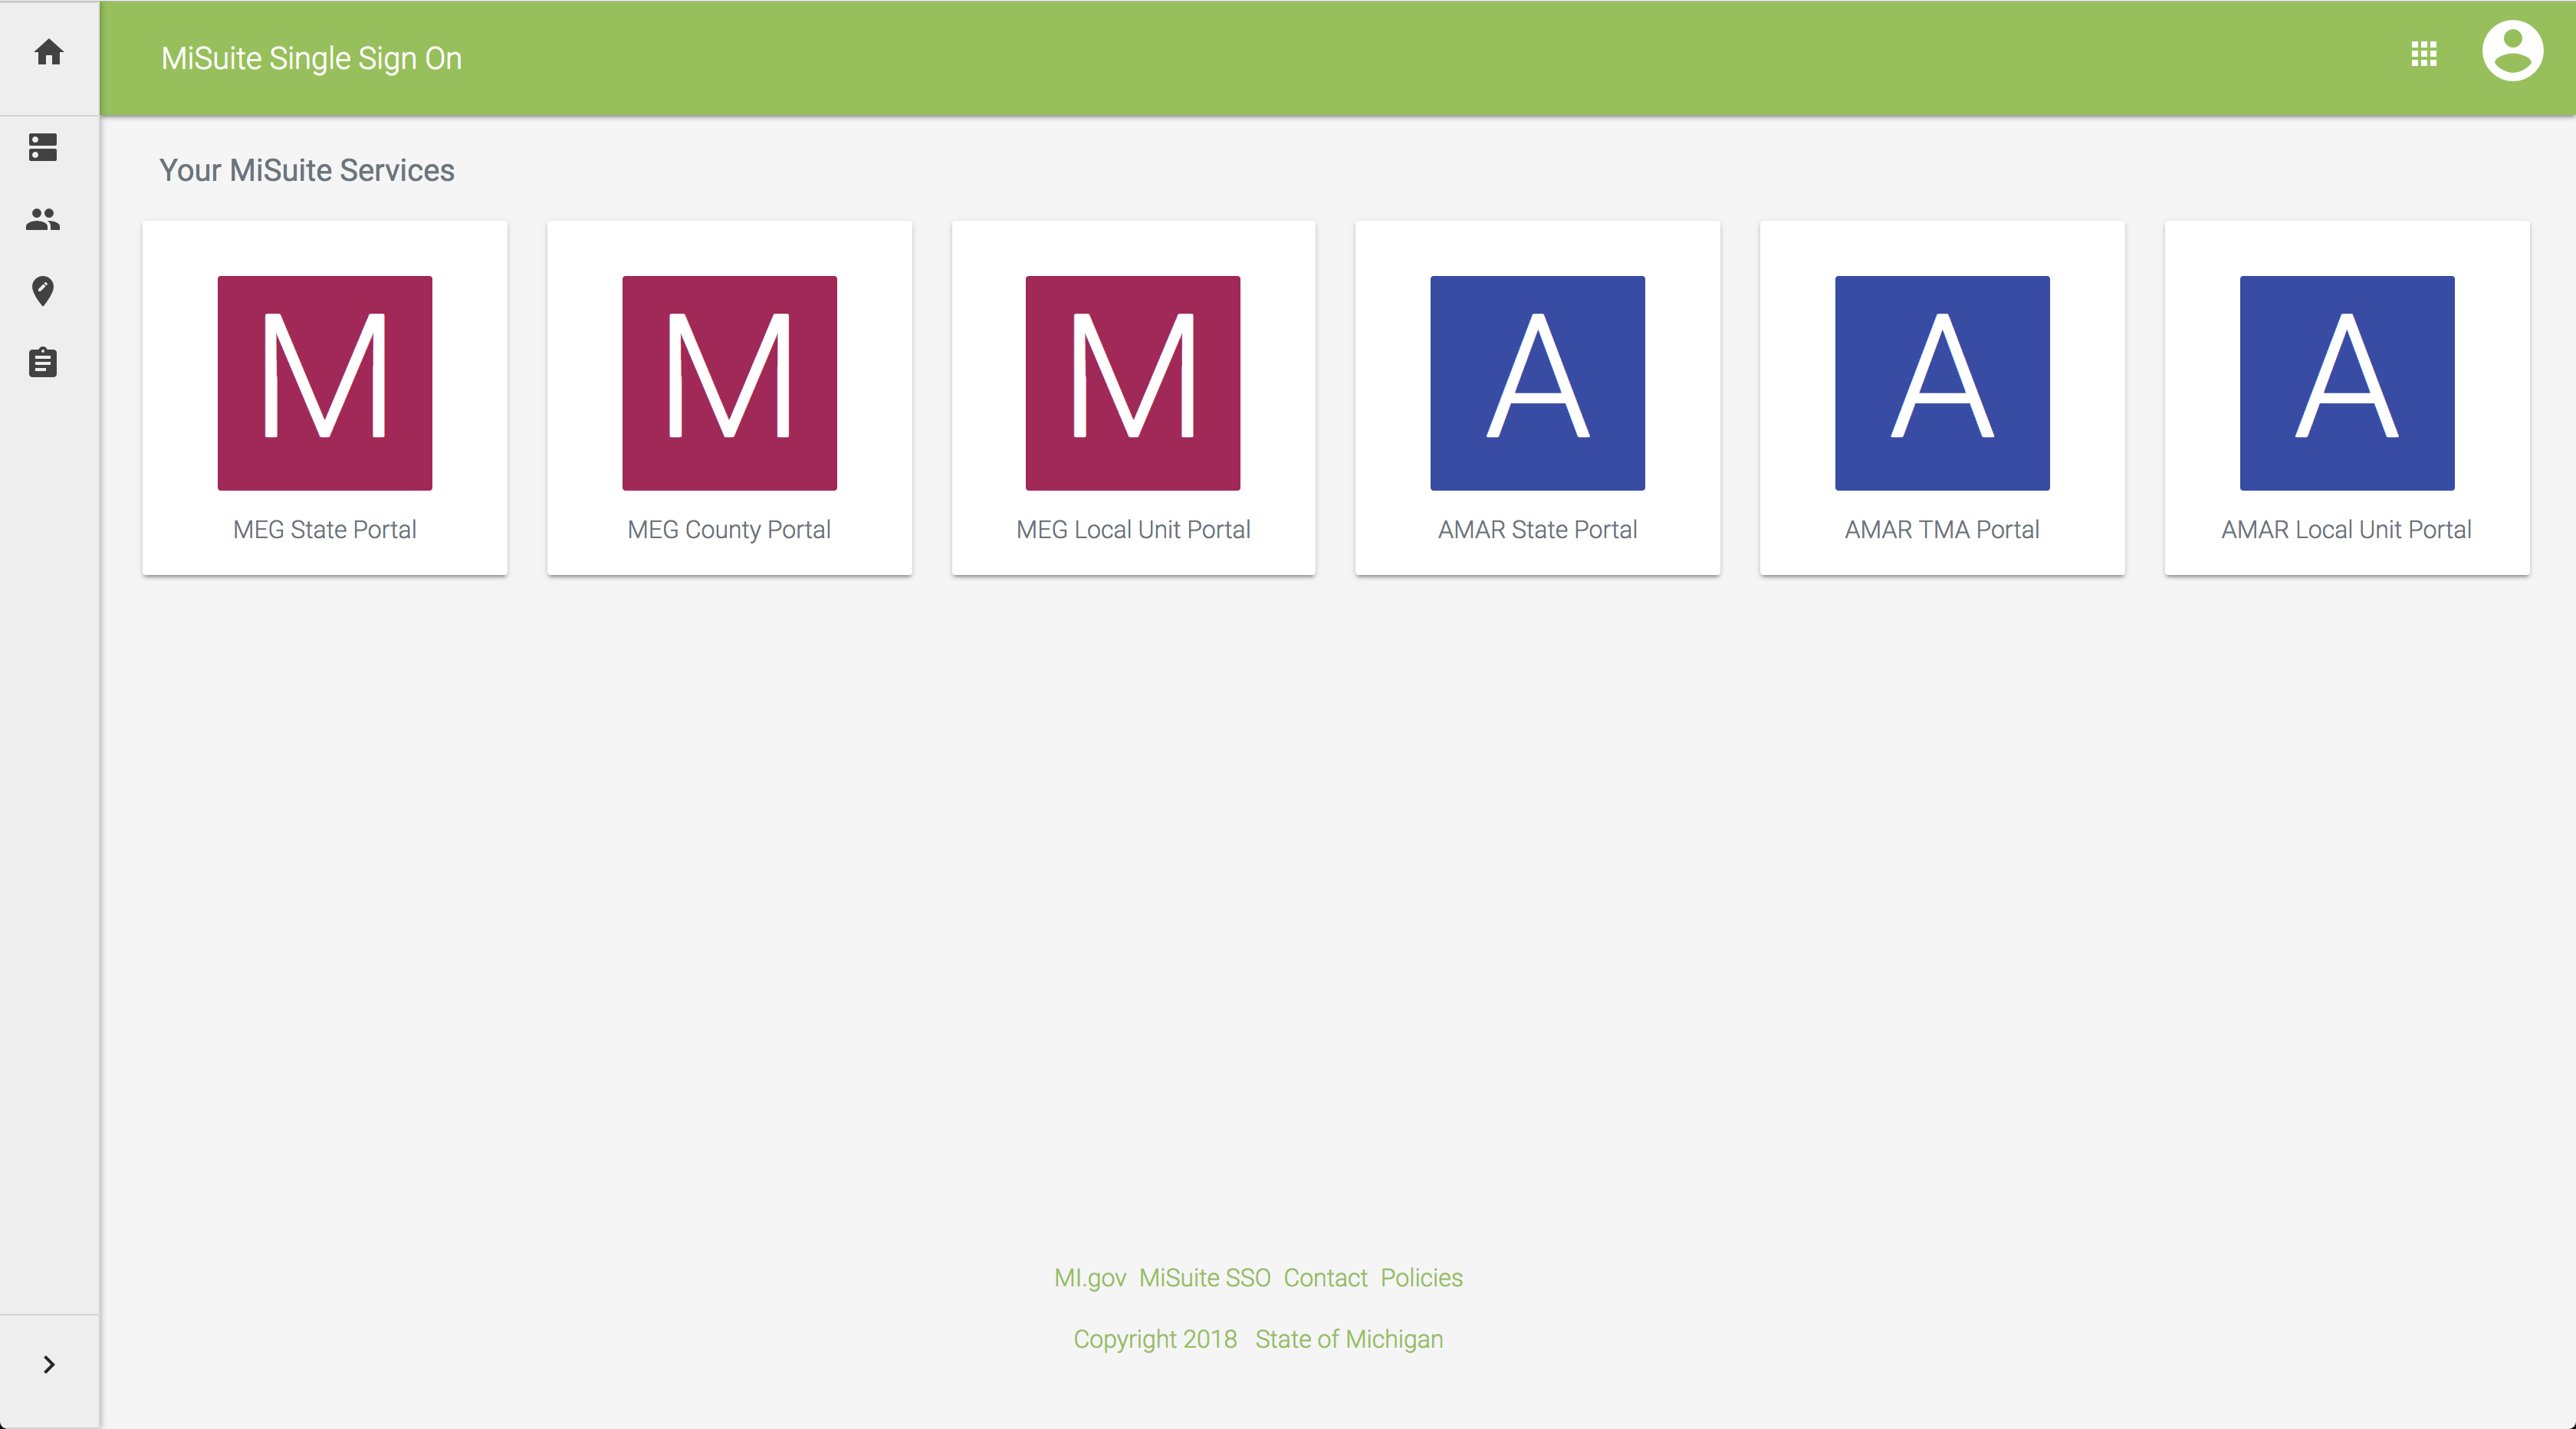 MiSuite Single Sign On
Your MiSuite Services
M M M A A A
MEG State Portal MEG County Portal MEG Local Unit Portal AMAR State Portal AMAR TMA Portal AMAR Local Unit Portal
MI.gov MiSuite SSO Contact Policies
Copyright 2018 State of Michigan